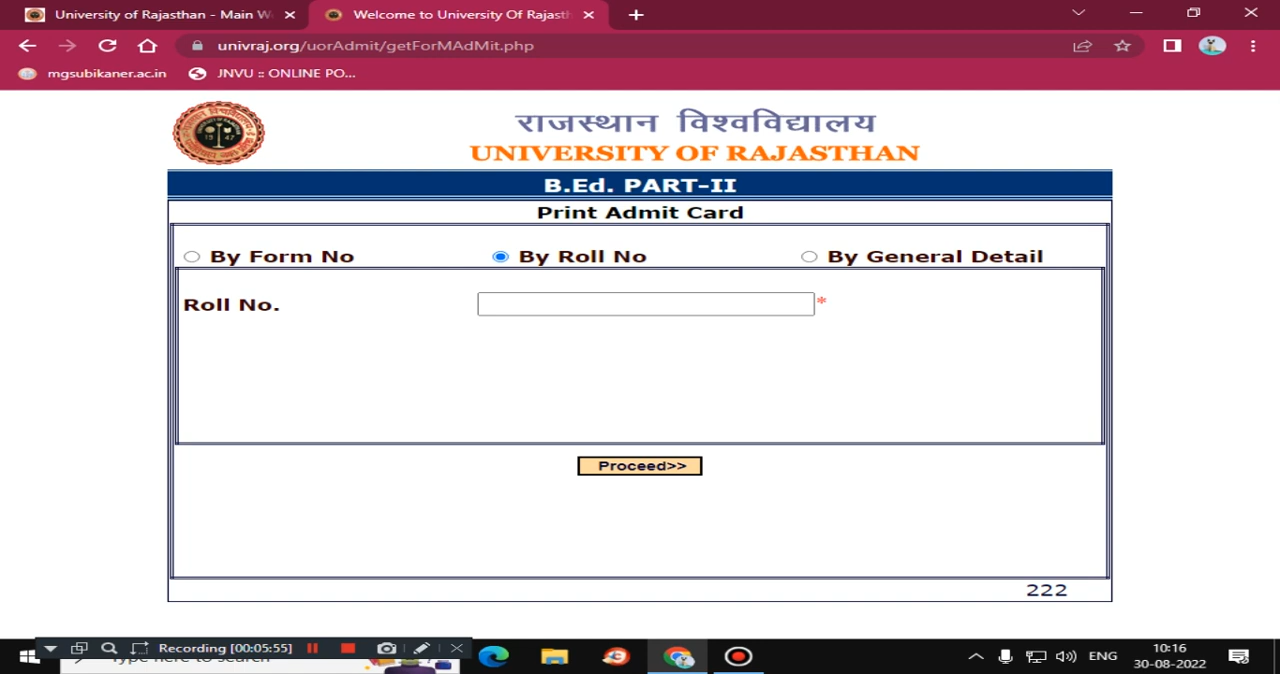 University of Rajasthan - Main W
Welcome to University Of Rajasth
univraj.org/uorAdmit/getForMAdMit.php
mgsubikaner.ac.in
JNVU :: ONLINE PO...
राजस्थान विश्वविद्यालय
UNIVERSITY OF RAJASTHAN
B.Ed. PART-II
Print Admit Card
By Form No By Roll No By General Detail
Roll No. *
Proceed>>
222
Recording [00:05:55]
Type here to search
ENG
10:16
30-08-2022